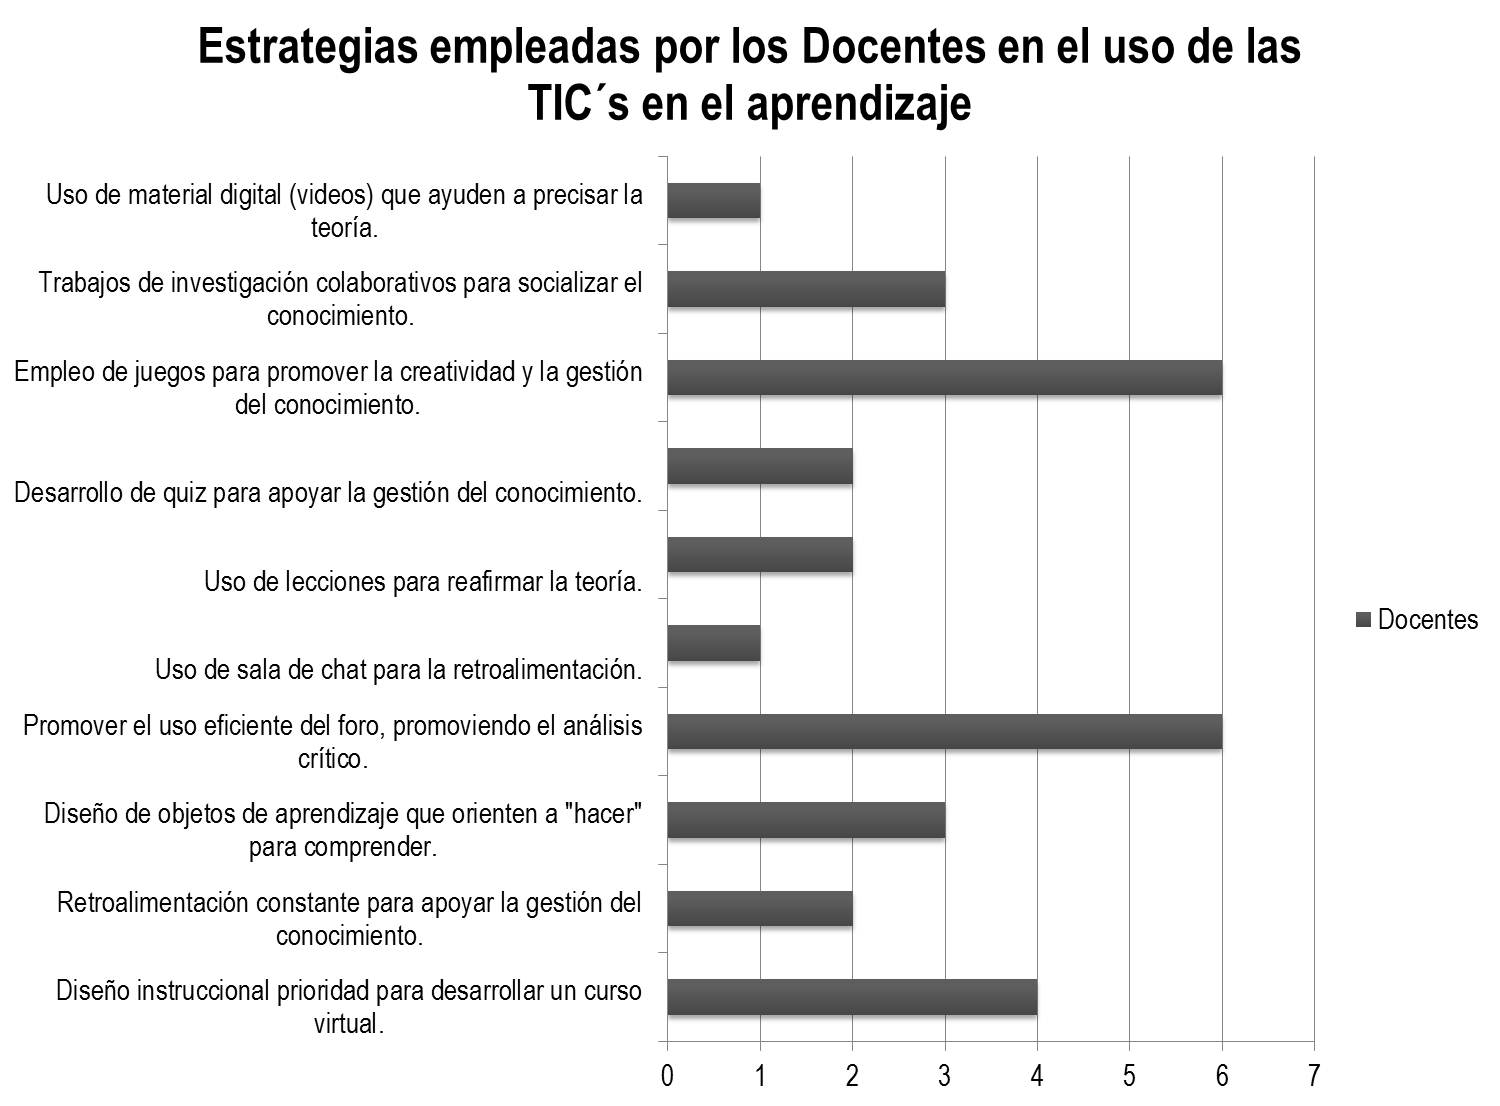 Estrategias empleadas por los Docentes en el uso de las
TIC´s en el aprendizaje
Uso de material digital (videos) que ayuden a precisar la
teoría.
Trabajos de investigación colaborativos para socializar el
conocimiento.
Empleo de juegos para promover la creatividad y la gestión
del conocimiento.
Desarrollo de quiz para apoyar la gestión del conocimiento.
Uso de lecciones para reafirmar la teoría.
Uso de sala de chat para la retroalimentación.
Promover el uso eficiente del foro, promoviendo el análisis
crítico.
Diseño de objetos de aprendizaje que orienten a "hacer"
para comprender.
Retroalimentación constante para apoyar la gestión del
conocimiento.
Diseño instruccional prioridad para desarrollar un curso
virtual.
0 1 2 3 4 5 6 7
Docentes